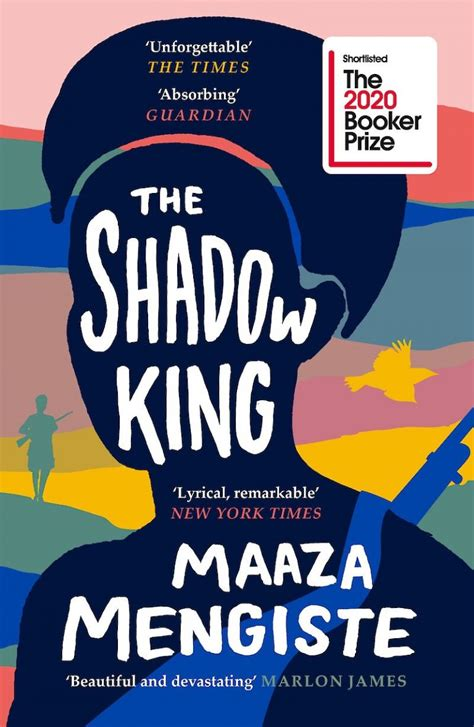 ‘Unforgettable’
THE TIMES
‘Absorbing’
GUARDIAN
Shortlisted
The
2020
Booker
Prize
THE
SHADOW
KING
‘Lyrical, remarkable’
NEW YORK TIMES
MAAZA
MENGISTE
‘Beautiful and devastating’ MARLON JAMES